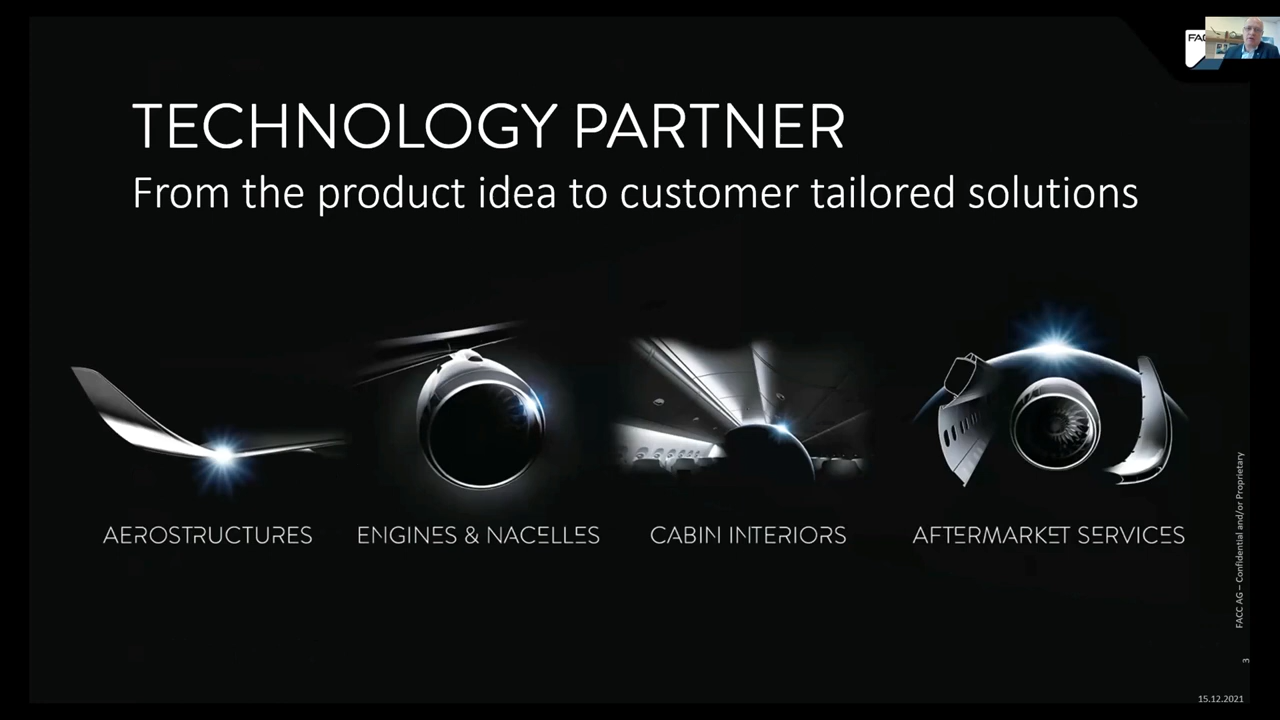 TECHNOLOGY PARTNER
From the product idea to customer tailored solutions
AEROSTRUCTURES
ENGINES & NACELLES
CABIN INTERIORS
AFTERMARKET SERVICES
FACC AG – Confidential and/or Proprietary
3
15.12.2021